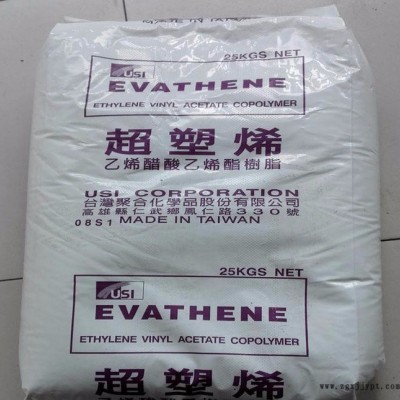 25KGS NET
USI
EVATHENE
ETHYLENE VINYL ACETATE COPOLYMER
超塑烯
乙烯醋酸乙烯酯樹脂
USI CORPORATION
台灣聚合化學品股份有限公司
高雄縣仁武鄉鳳仁路330號
08S1 MADE IN TAIWAN
25KGS NET
USI
EVATHENE
ETHYLENE VINYL ACETATE COPOLYMER
超塑烯